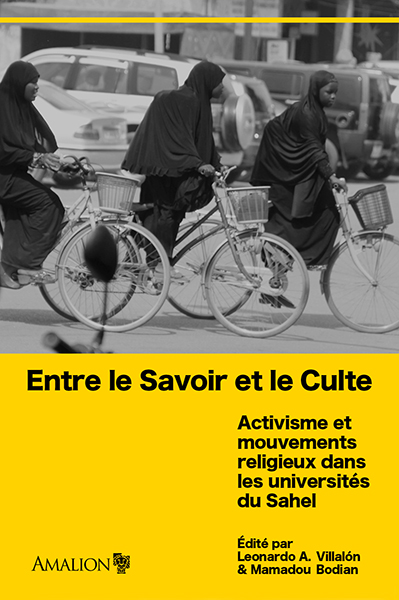 Entre le Savoir et le Culte
Activisme et
mouvements
religieux dans
les universités
du Sahel
Édité par
Leonardo A. Villalón
& Mamadou Bodian
AMALION